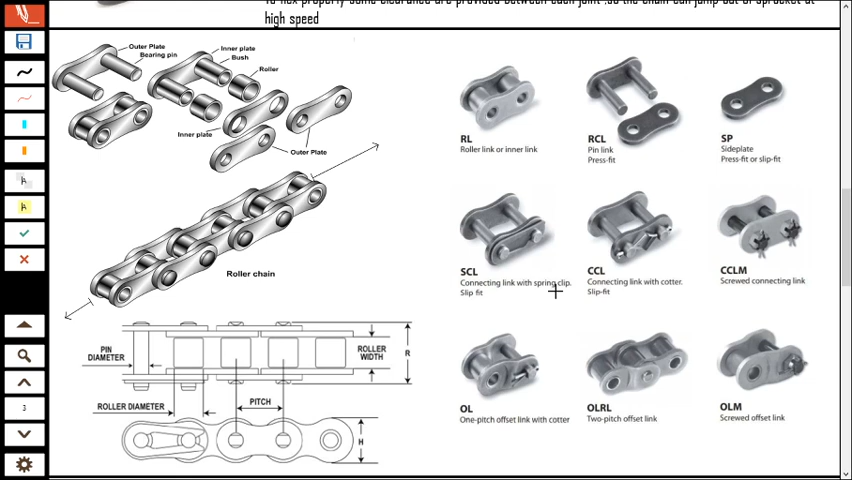 To flex properly some clearance are provided between each joint ,so the chain can jump out of sprocket at
high speed
Outer Plate
Bearing pin
Inner plate
Bush
Roller
Inner plate
Outer Plate
Roller chain
PIN
DIAMETER
ROLLER
WIDTH
R
ROLLER DIAMETER
PITCH
H
RL
Roller link or inner link
RCL
Pin link
Press-fit
SP
Sideplate
Press-fit or slip-fit
SCL
Connecting link with spring clip.
Slip fit
CCL
Connecting link with cotter.
Slip-fit
CCLM
Screwed connecting link
OL
One-pitch offset link with cotter
OLRL
Two-pitch offset link
OLM
Screwed offset link
3